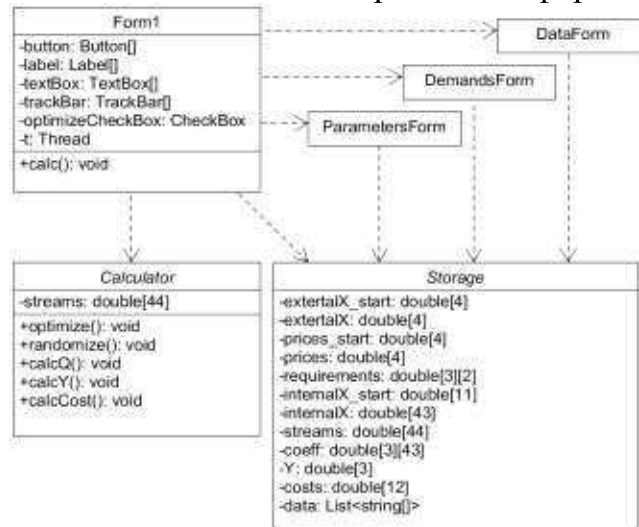 Form1
-button: Button[]
-label: Label[]
-textBox: TextBox[]
-trackBar: TrackBar[]
-optimizeCheckBox: CheckBox
-t: Thread
+calc(): void
DataForm
DemandsForm
ParametersForm
Calculator
-streams: double[44]
+optimize(): void
+randomize(): void
+calcQ(): void
+calcY(): void
+calcCost(): void
Storage
-extertalX_start: double[4]
-extertalX: double[4]
-prices_start: double[4]
-prices: double[4]
-requirements: double[3][2]
-internalX_start: double[11]
-internalX: double[43]
-streams: double[44]
-coeff: double[3][43]
-Y: double[3]
-costs: double[12]
-data: List<string[]>